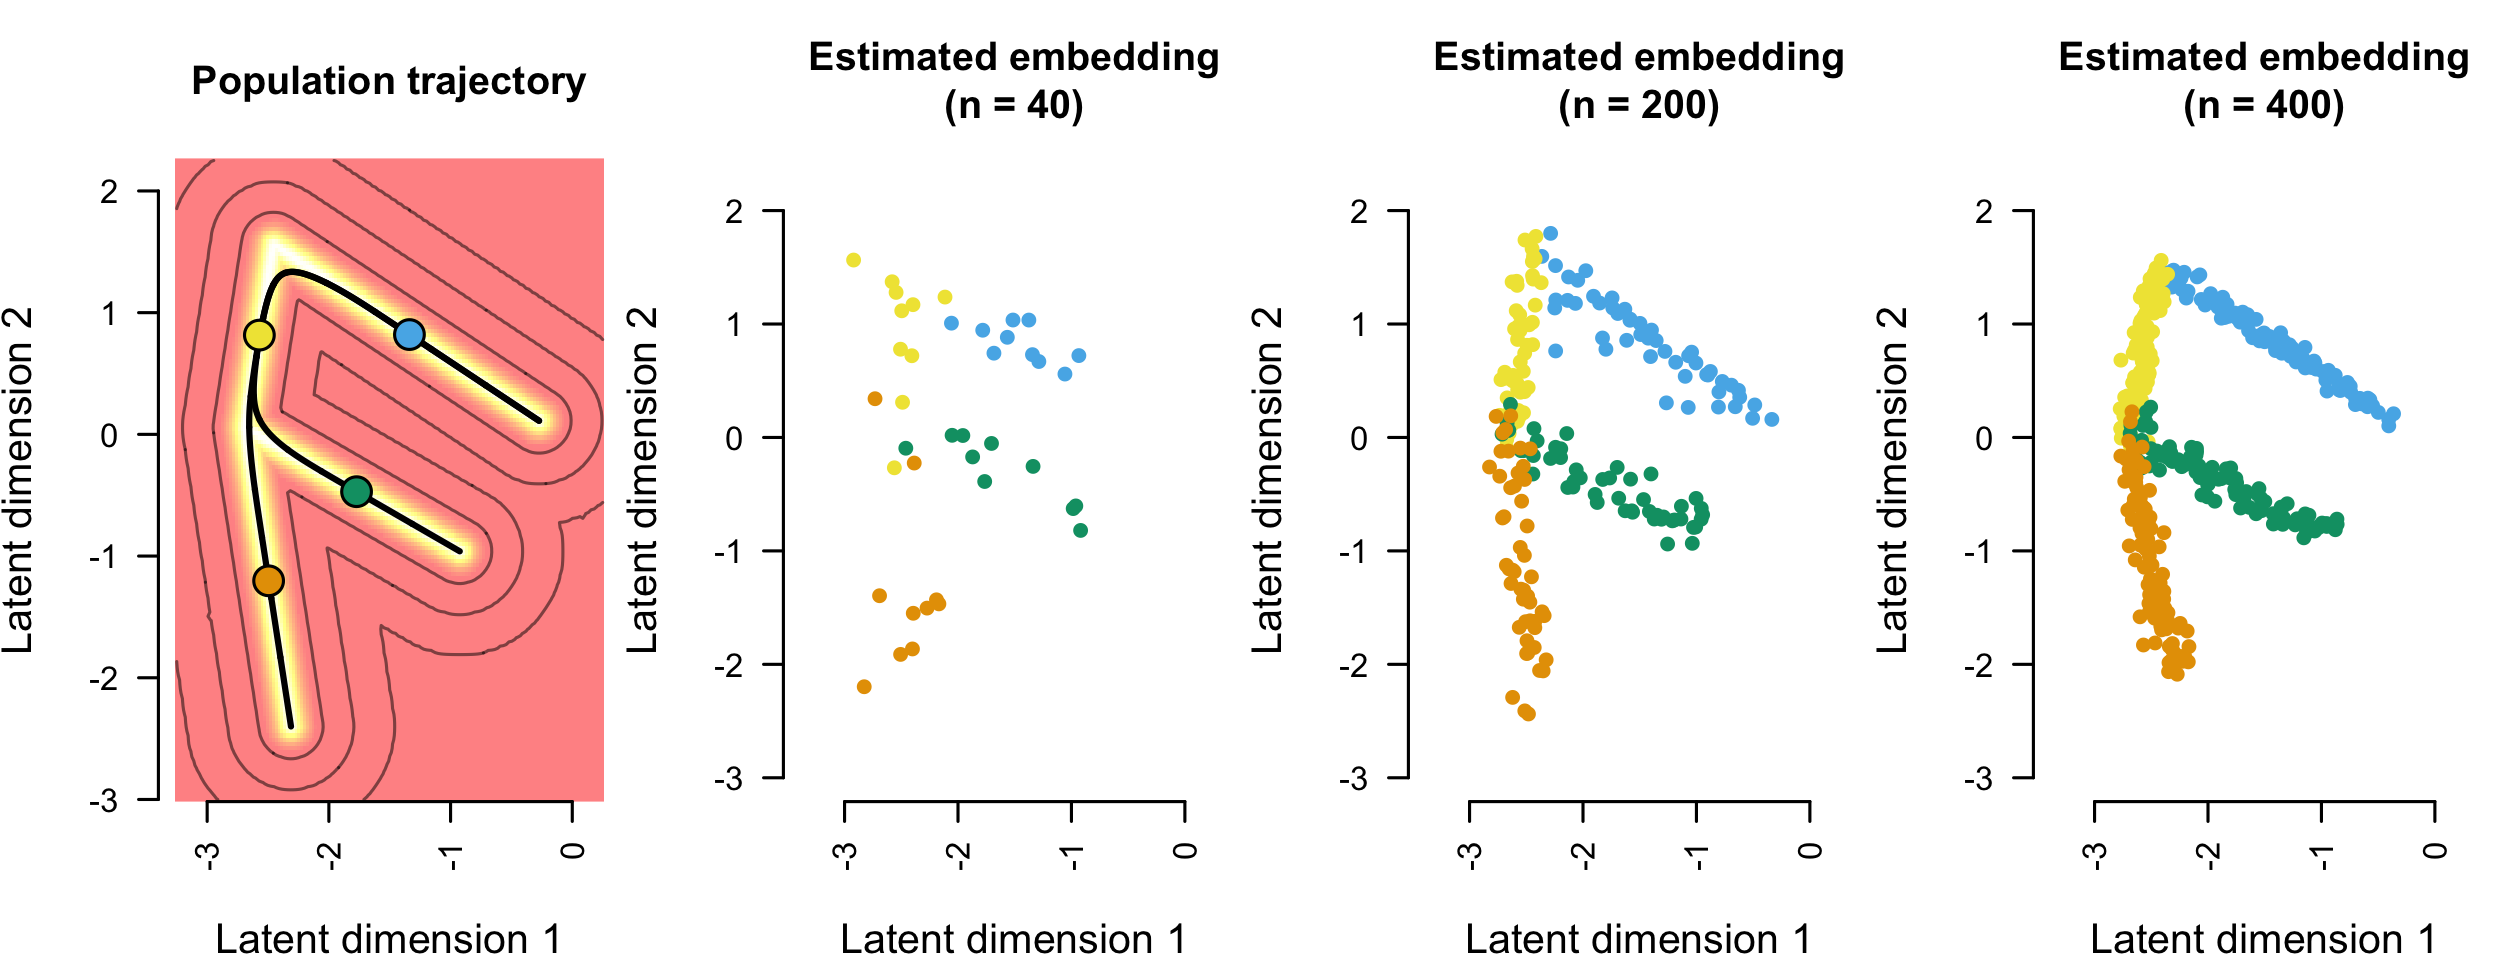 Population trajectory
2
1
0
-1
-2
-3
-3
-2
-1
0
Latent dimension 1
Latent dimension 2
Estimated embedding
(n = 40)
2
1
0
-1
-2
-3
-3
-2
-1
0
Latent dimension 1
Latent dimension 2
Estimated embedding
(n = 200)
2
1
0
-1
-2
-3
-3
-2
-1
0
Latent dimension 1
Latent dimension 2
Estimated embedding
(n = 400)
2
1
0
-1
-2
-3
-3
-2
-1
0
Latent dimension 1
Latent dimension 2